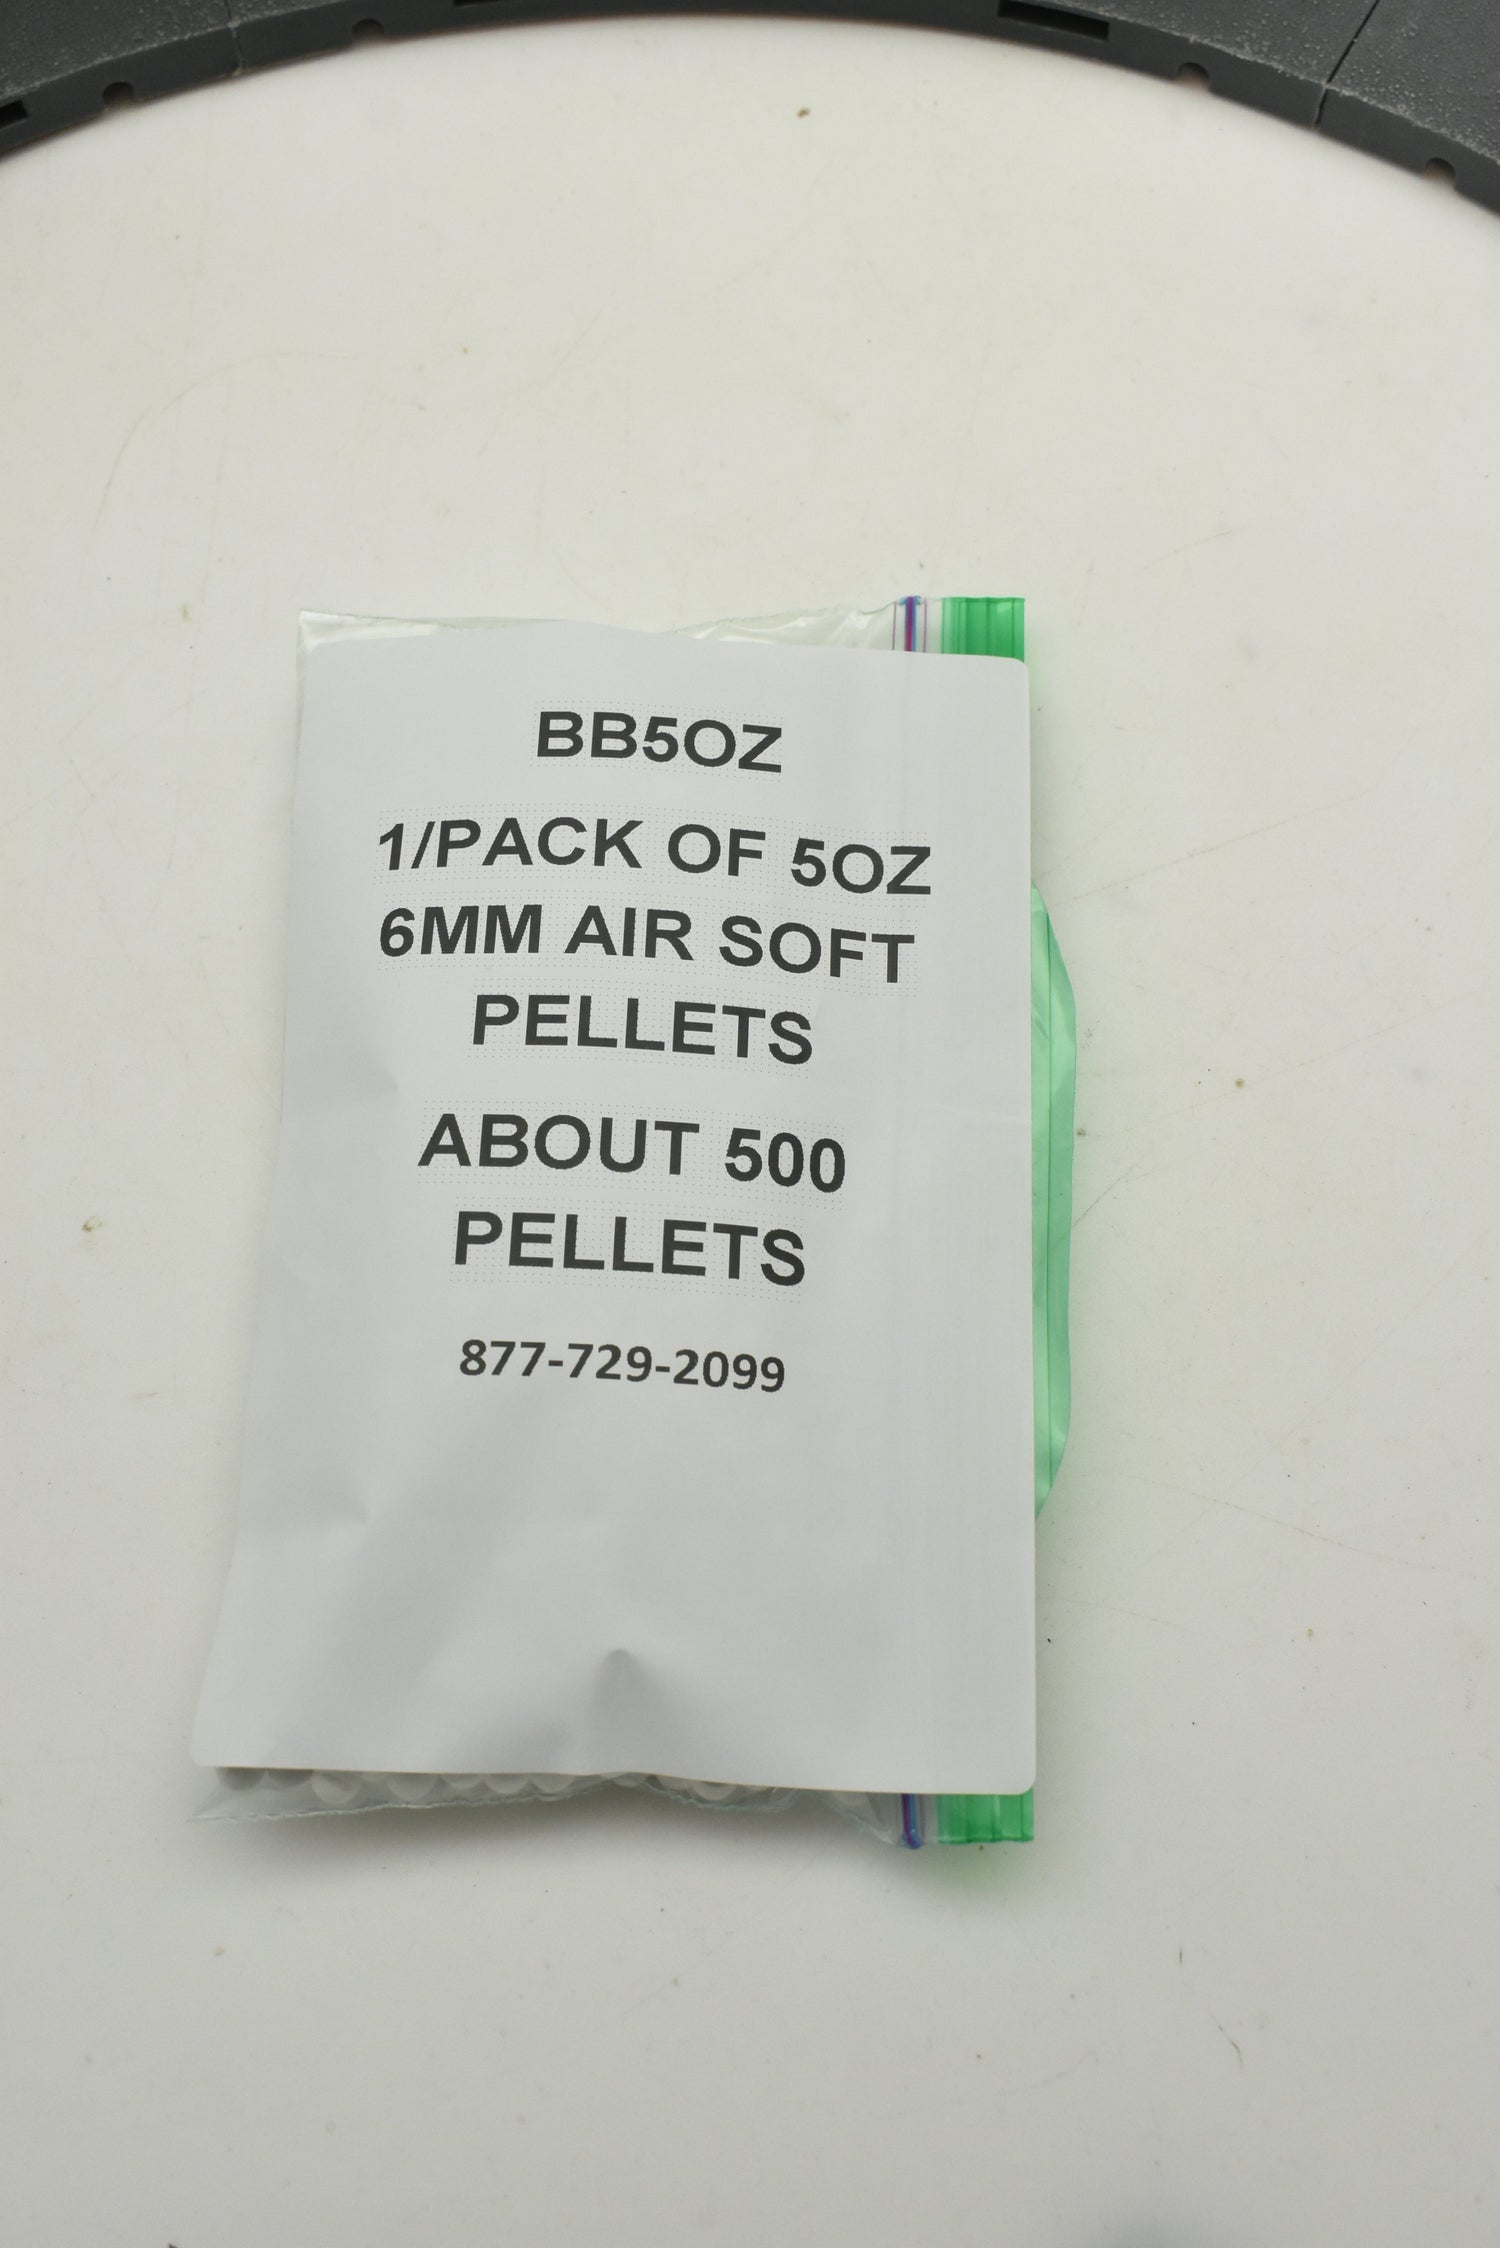 BB5OZ
1/PACK OF 5OZ
6MM AIR SOFT
PELLETS
ABOUT 500
PELLETS
877-729-2099